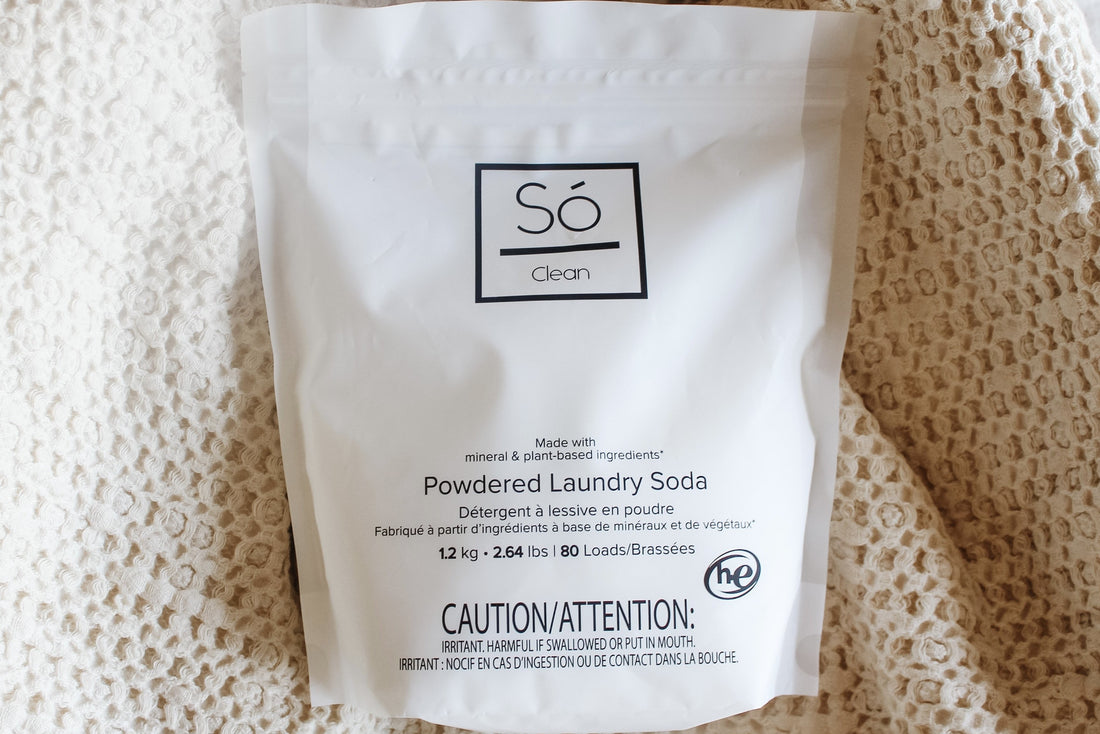 Só
Clean
Made with
mineral & plant-based ingredients*
Powdered Laundry Soda
Détergent à lessive en poudre
Fabriqué à partir d'ingrédients à base de minéraux et de végétaux*
1.2 kg • 2.64 lbs | 80 Loads/Brassées
he
CAUTION/ATTENTION:
IRRITANT. HARMFUL IF SWALLOWED OR PUT IN MOUTH.
IRRITANT : NOCIF EN CAS D'INGESTION OU DE CONTACT DANS LA BOUCHE.